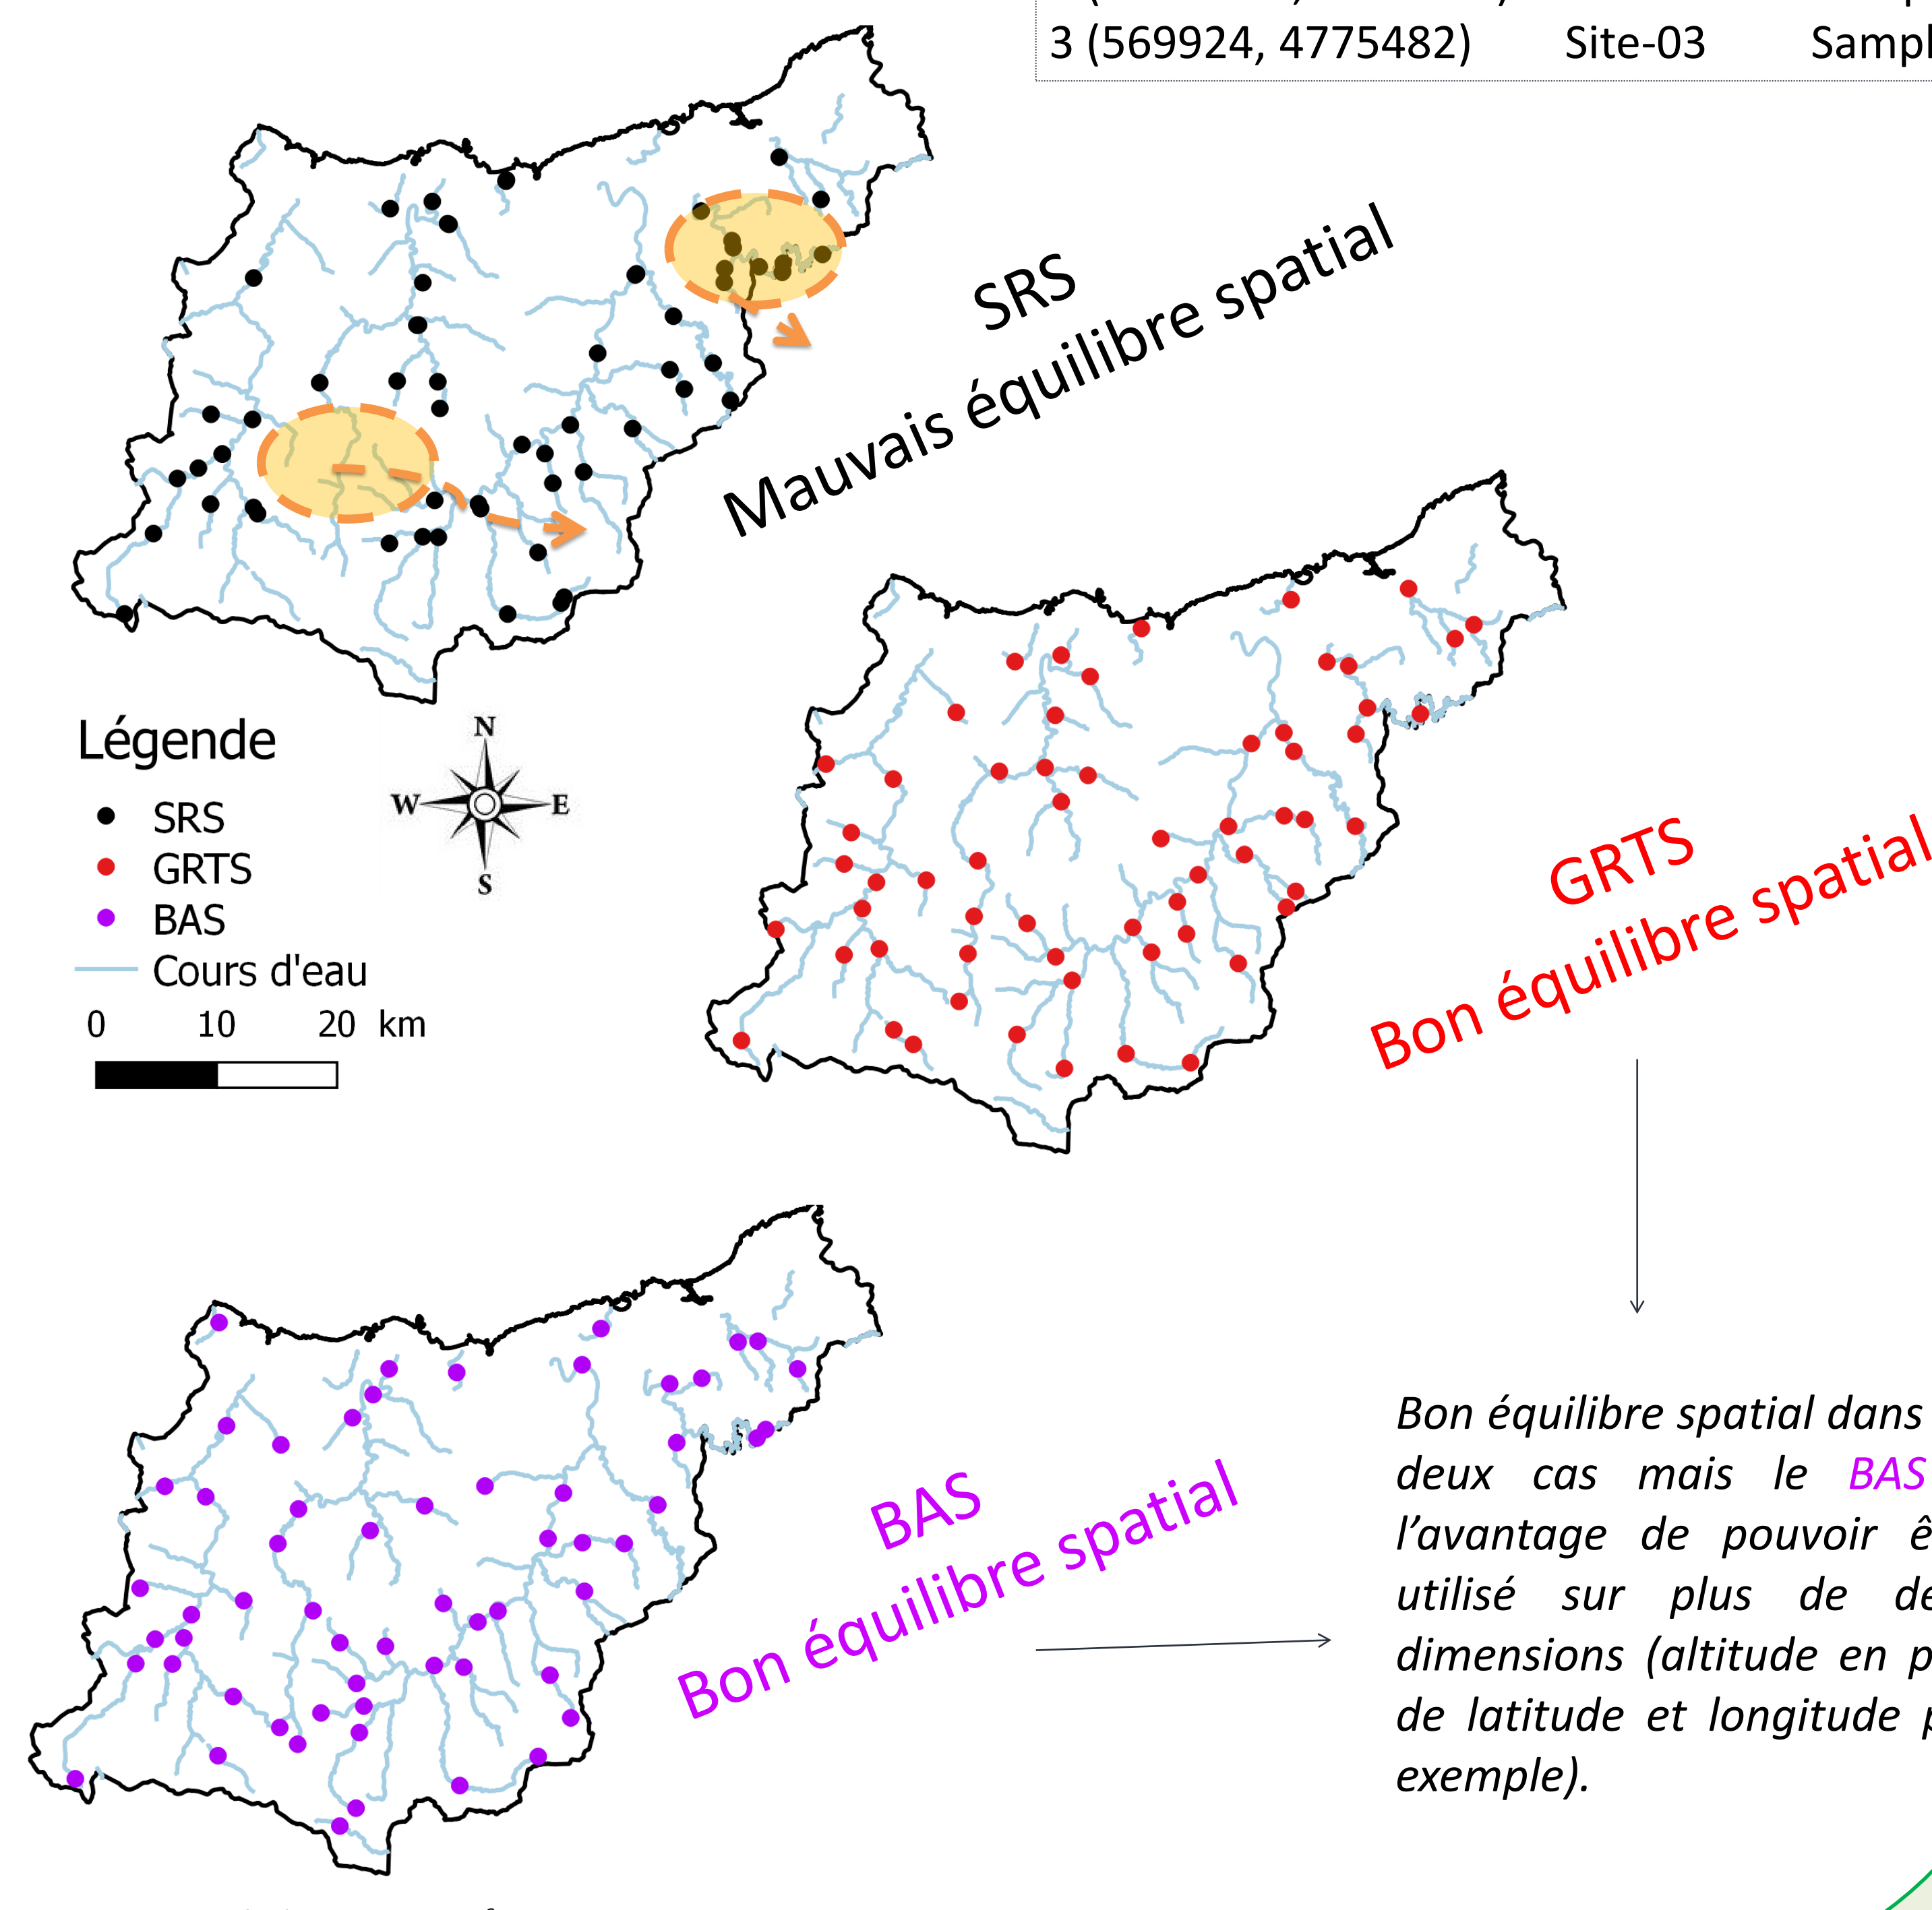 3 (569924, 4775482) Site-03
SRS
Mauvais équilibre spatial
Légende
SRS
GRTS
BAS
Cours d'eau
0 10 20 km
N
W E
S
GRTS
Bon équilibre spatial
BAS
Bon équilibre spatial
Bon équilibre spatial dans
deux cas mais le BAS
l’avantage de pouvoir
utilisé sur plus de
dimensions (altitude en
de latitude et longitude
exemple).